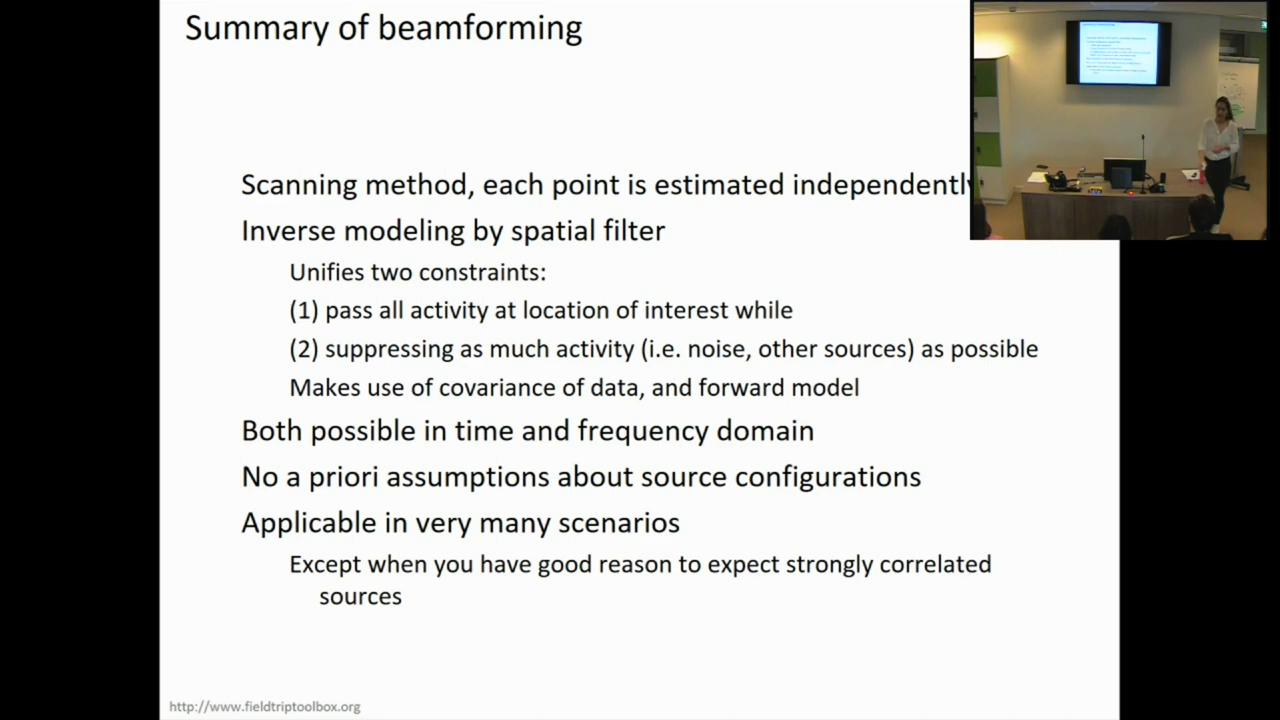 Summary of beamforming
Scanning method, each point is estimated independently
Inverse modeling by spatial filter
Unifies two constraints:
(1) pass all activity at location of interest while
(2) suppressing as much activity (i.e. noise, other sources) as possible
Makes use of covariance of data, and forward model
Both possible in time and frequency domain
No a priori assumptions about source configurations
Applicable in very many scenarios
Except when you have good reason to expect strongly correlated
sources
http://www.fieldtriptoolbox.org